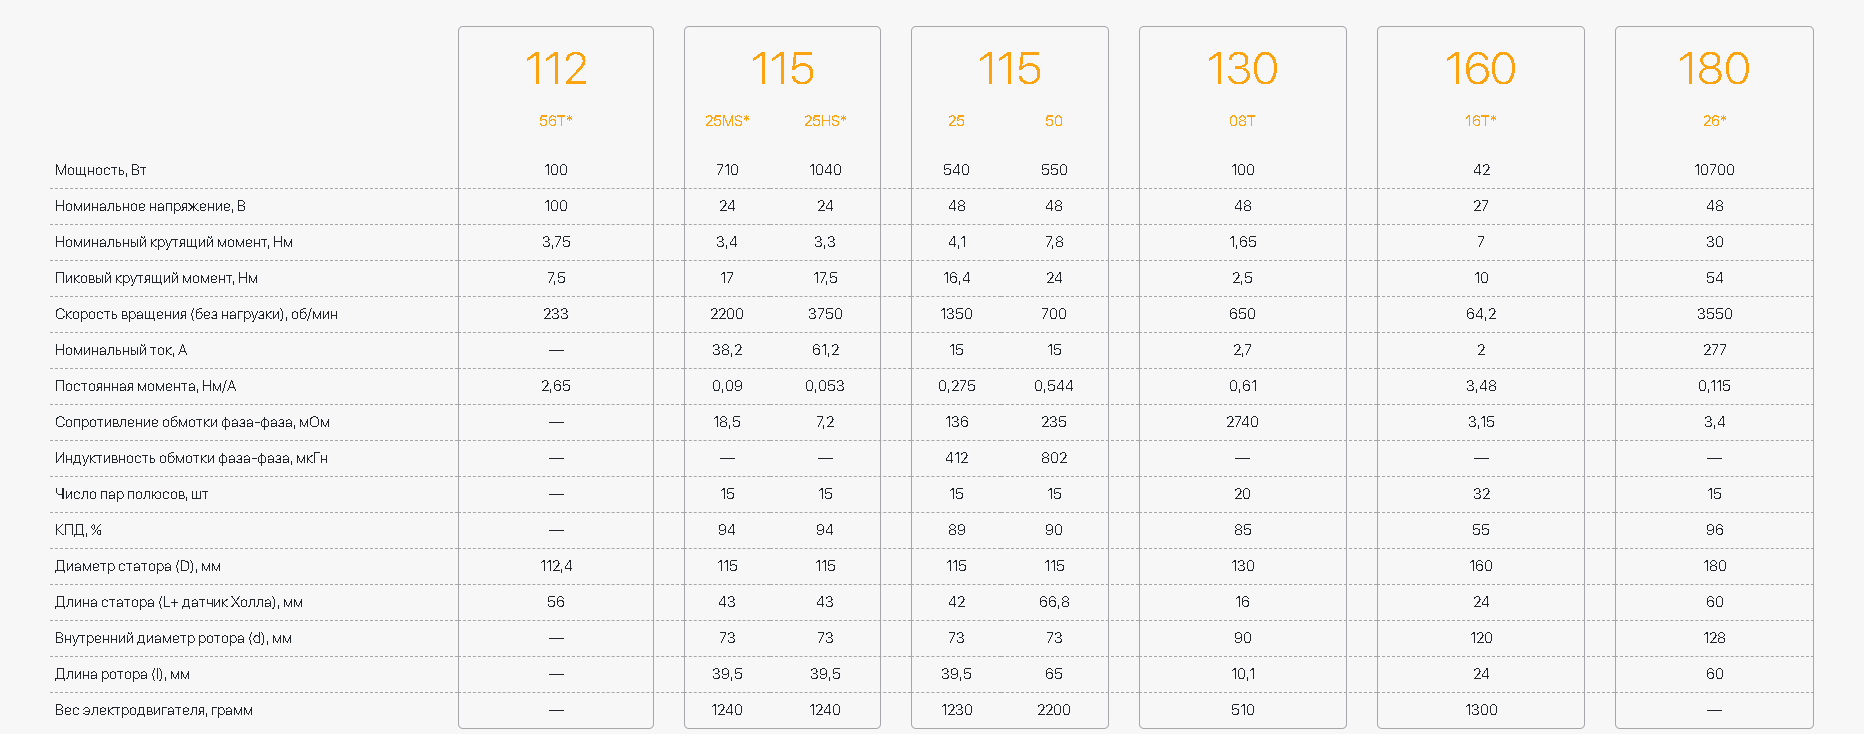 112 115 115 130 160 180
56T* 25MS* 25HS* 25 50 08T 16T* 26*
Мощность, Вт 100 710 1040 540 550 100 42 10700
Номинальное напряжение, В 100 24 24 48 48 48 27 48
Номинальный крутящий момент, Нм 3,75 3,4 3,3 4,1 7,8 1,65 7 30
Пиковый крутящий момент, Нм 7,5 17 17,5 16,4 24 2,5 10 54
Скорость вращения (без нагрузки), об/мин 233 2200 3750 1350 700 650 64,2 3550
Номинальный ток, А — 38,2 61,2 15 15 2,7 2 277
Постоянная момента, Нм/А 2,65 0,09 0,053 0,275 0,544 0,61 3,48 0,115
Сопротивление обмотки фаза-фаза, мОм — 18,5 7,2 136 235 2740 3,15 3,4
Индуктивность обмотки фаза-фаза, мкГн — — — 412 802 — — —
Число пар полюсов, шт — 15 15 15 15 20 32 15
КПД, % — 94 94 89 90 85 55 96
Диаметр статора (D), мм 112,4 115 115 115 115 130 160 180
Длина статора (L+ датчик Холла), мм 56 43 43 42 66,8 16 24 60
Внутренний диаметр ротора (d), мм — 73 73 73 73 90 120 128
Длина ротора (l), мм — 39,5 39,5 39,5 65 10,1 24 60
Вес электродвигателя, грамм — 1240 1240 1230 2200 510 1300 —